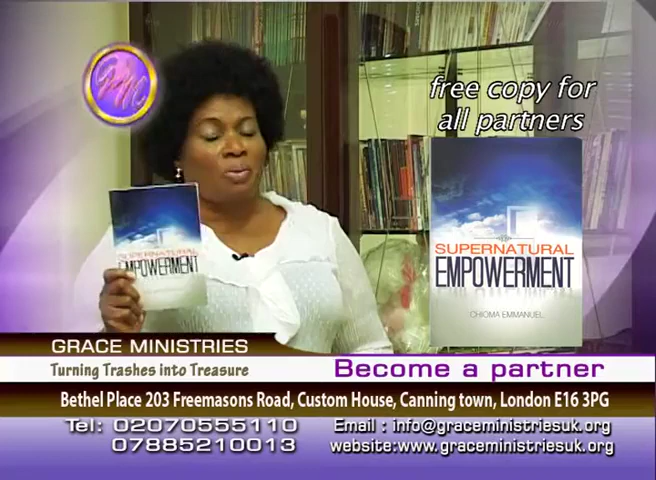 GMC
free copy for
all partners
SUPERNATURAL
EMPOWERMENT
SUPERNATURAL
EMPOWERMENT
CHIOMA EMMANUEL
GRACE MINISTRIES
Turning Trashes into Treasure
Become a partner
Bethel Place 203 Freemasons Road, Custom House, Canning town, London E16 3PG
Tel: 02070555110
07885210013
Email : info@graceministriesuk.org
website:www.graceministriesuk.org